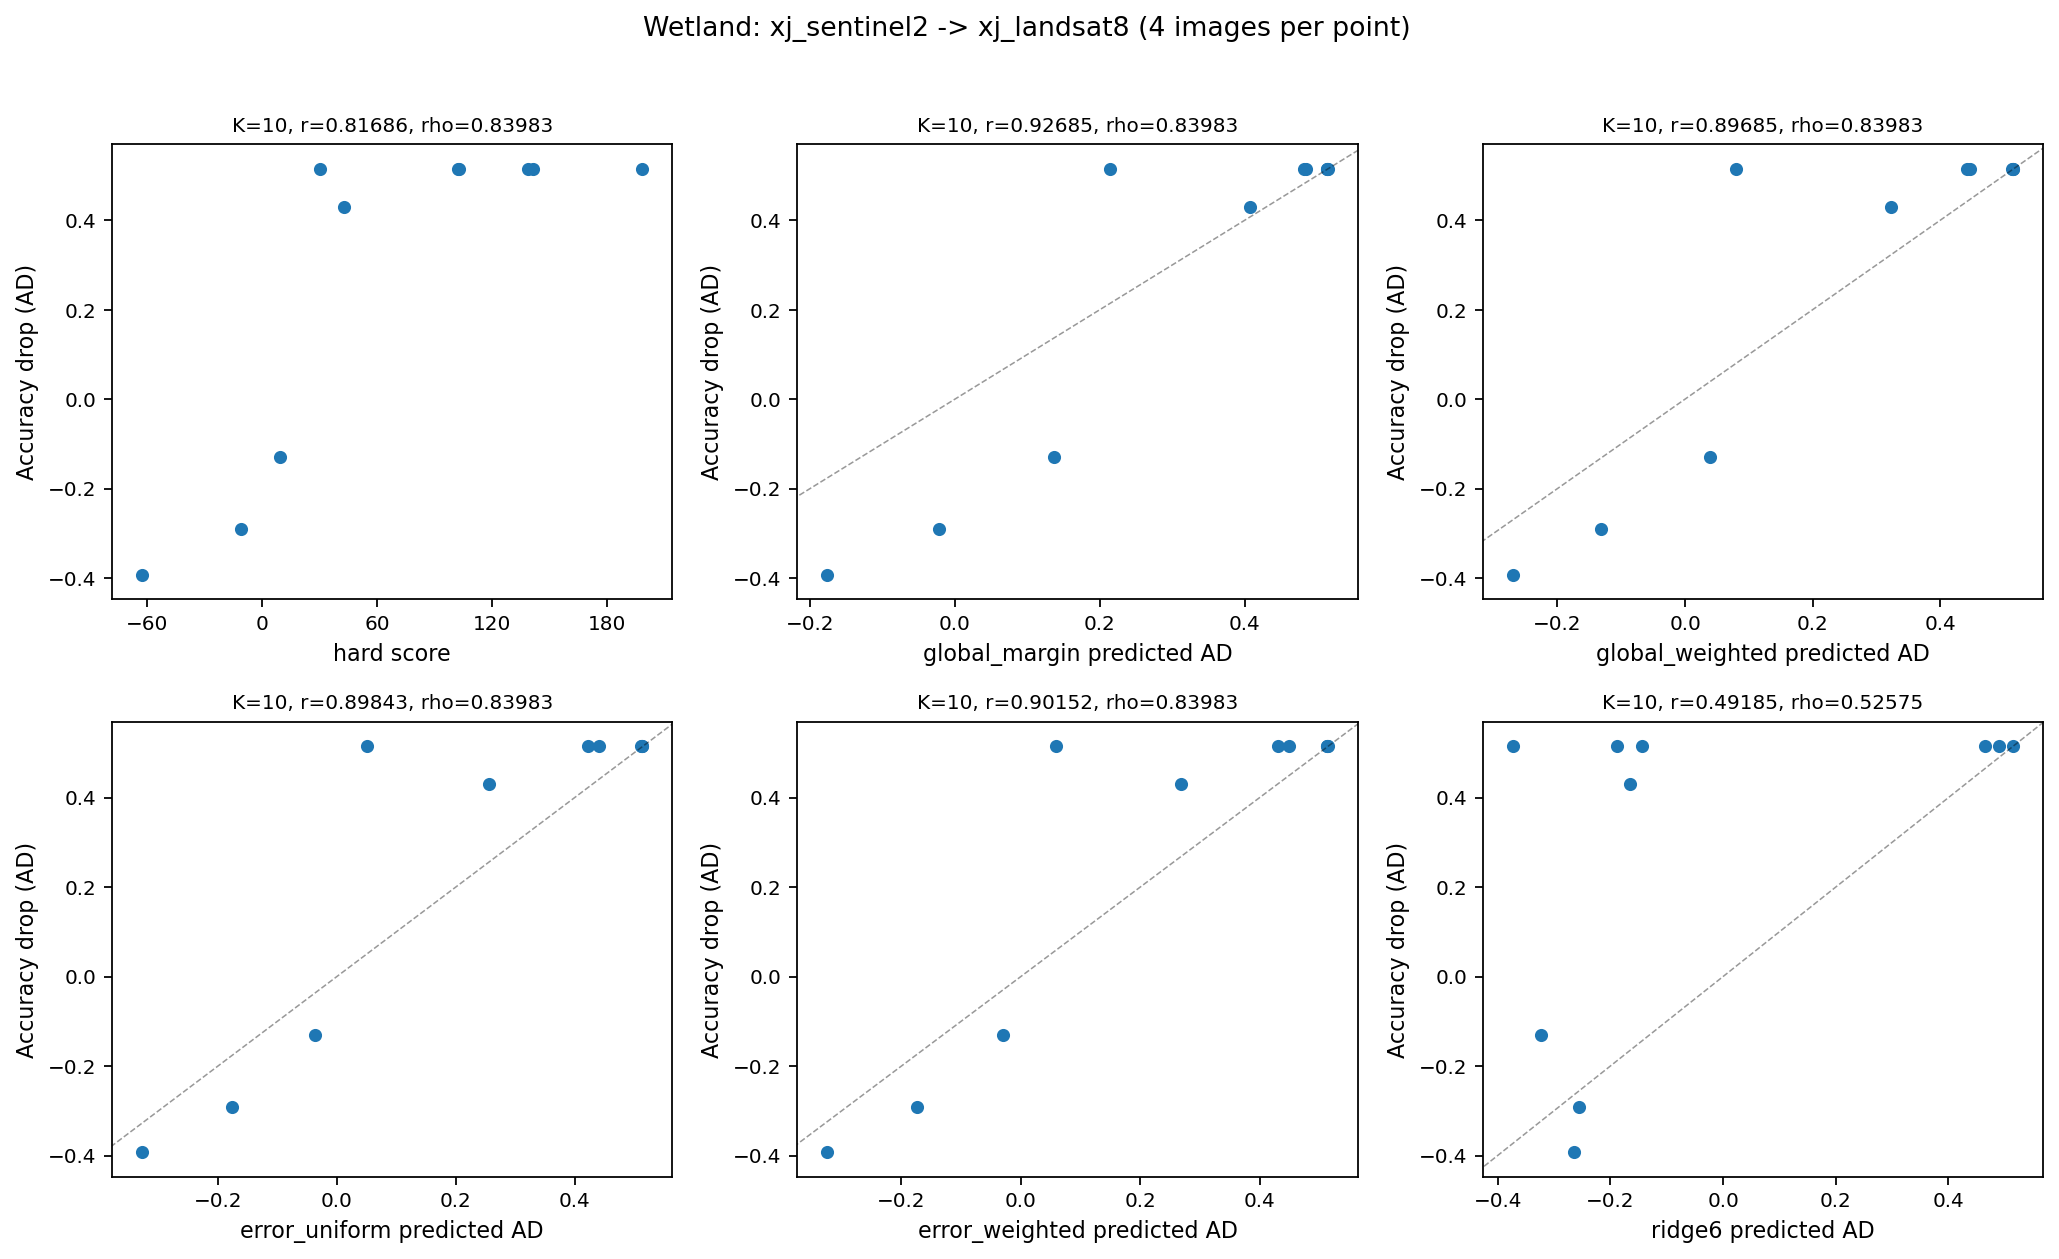 Wetland: xj_sentinel2 -> xj_landsat8 (4 images per point)
K=10, r=0.81686, rho=0.83983
Accuracy drop (AD)
0.4
0.2
0.0
−0.2
−0.4
−60 0 60 120 180
hard score
K=10, r=0.92685, rho=0.83983
Accuracy drop (AD)
0.4
0.2
0.0
−0.2
−0.4
−0.2 0.0 0.2 0.4
global_margin predicted AD
K=10, r=0.89685, rho=0.83983
Accuracy drop (AD)
0.4
0.2
0.0
−0.2
−0.4
−0.2 0.0 0.2 0.4
global_weighted predicted AD
K=10, r=0.89843, rho=0.83983
Accuracy drop (AD)
0.4
0.2
0.0
−0.2
−0.4
−0.2 0.0 0.2 0.4
error_uniform predicted AD
K=10, r=0.90152, rho=0.83983
Accuracy drop (AD)
0.4
0.2
0.0
−0.2
−0.4
−0.2 0.0 0.2 0.4
error_weighted predicted AD
K=10, r=0.49185, rho=0.52575
Accuracy drop (AD)
0.4
0.2
0.0
−0.2
−0.4
−0.4 −0.2 0.0 0.2 0.4
ridge6 predicted AD